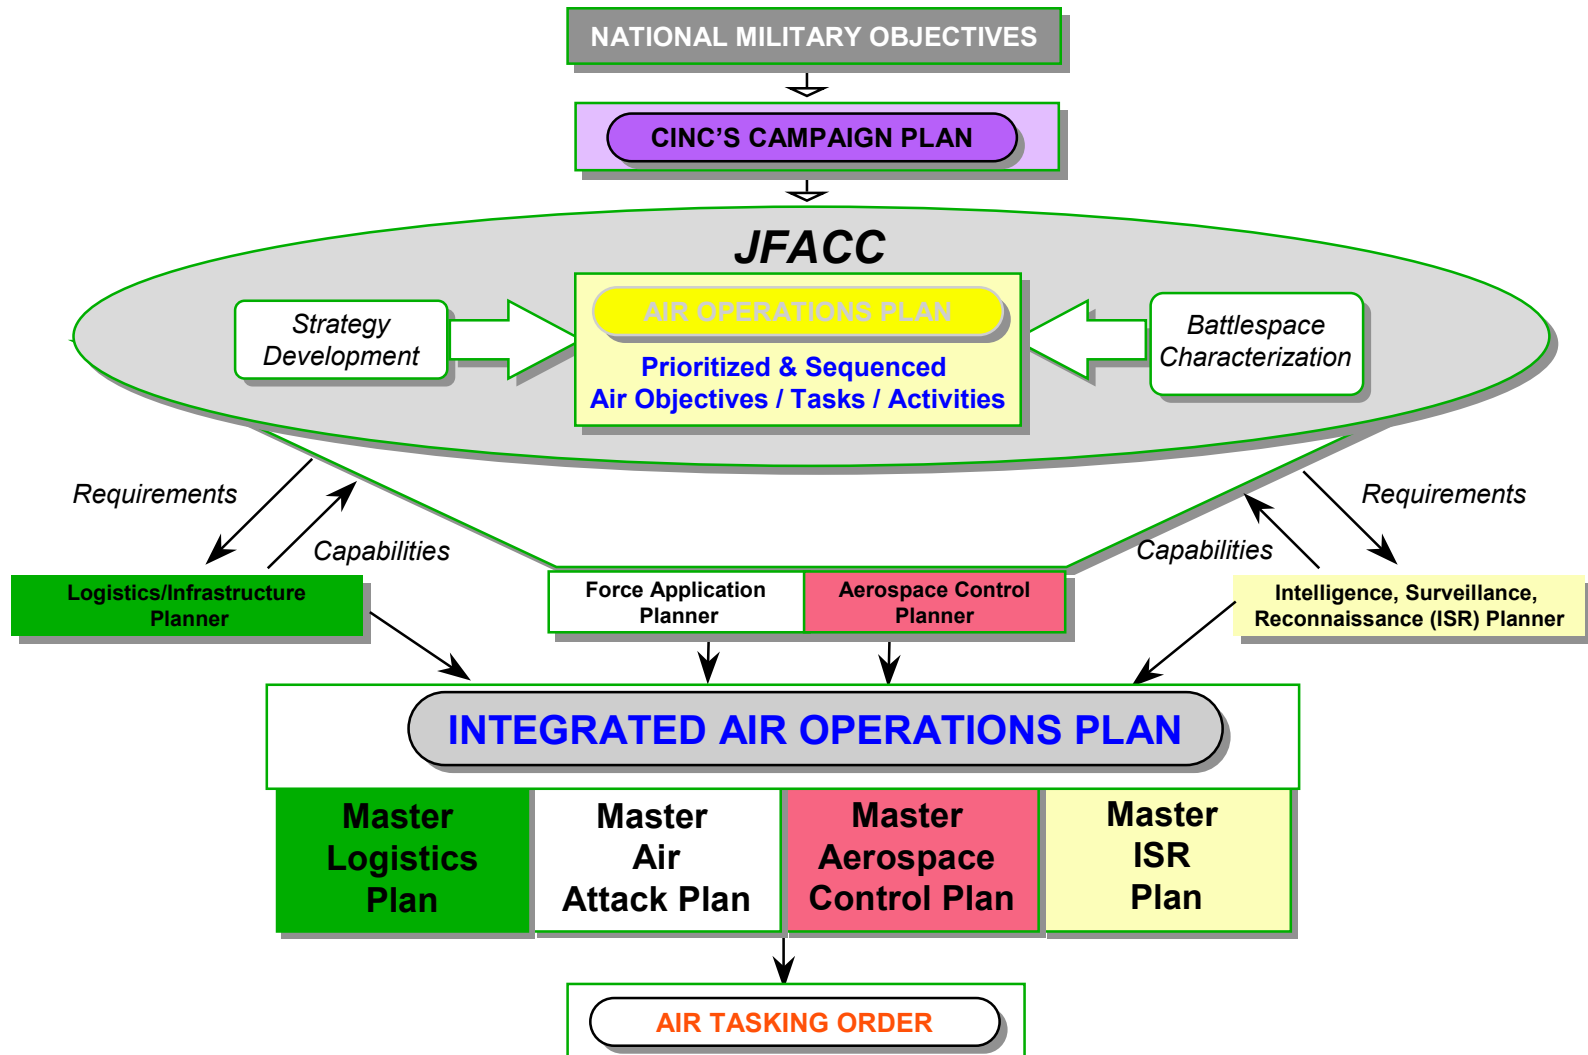 NATIONAL MILITARY OBJECTIVES
CINC'S CAMPAIGN PLAN
JFACC
Strategy
Development
AIR OPERATIONS PLAN
Prioritized & Sequenced
Air Objectives / Tasks / Activities
Battlespace
Characterization
Requirements
Capabilities
Capabilities
Requirements
Logistics/Infrastructure
Planner
Force Application
Planner
Aerospace Control
Planner
Intelligence, Surveillance,
Reconnaissance (ISR) Planner
INTEGRATED AIR OPERATIONS PLAN
Master
Logistics
Plan
Master
Air
Attack Plan
Master
Aerospace
Control Plan
Master
ISR
Plan
AIR TASKING ORDER